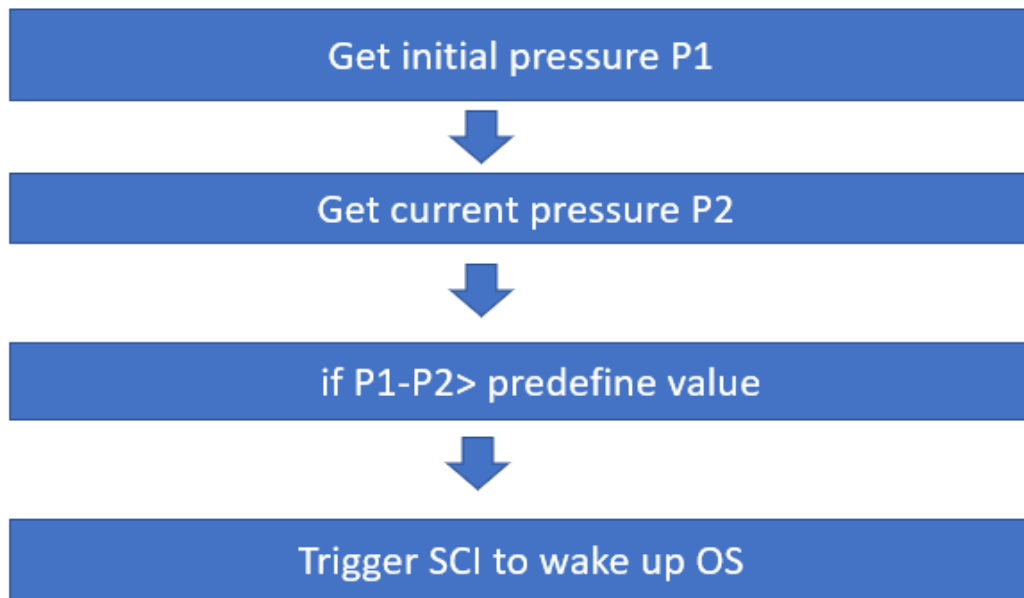 Get initial pressure P1
Get current pressure P2
if P1-P2> predefine value
Trigger SCI to wake up OS